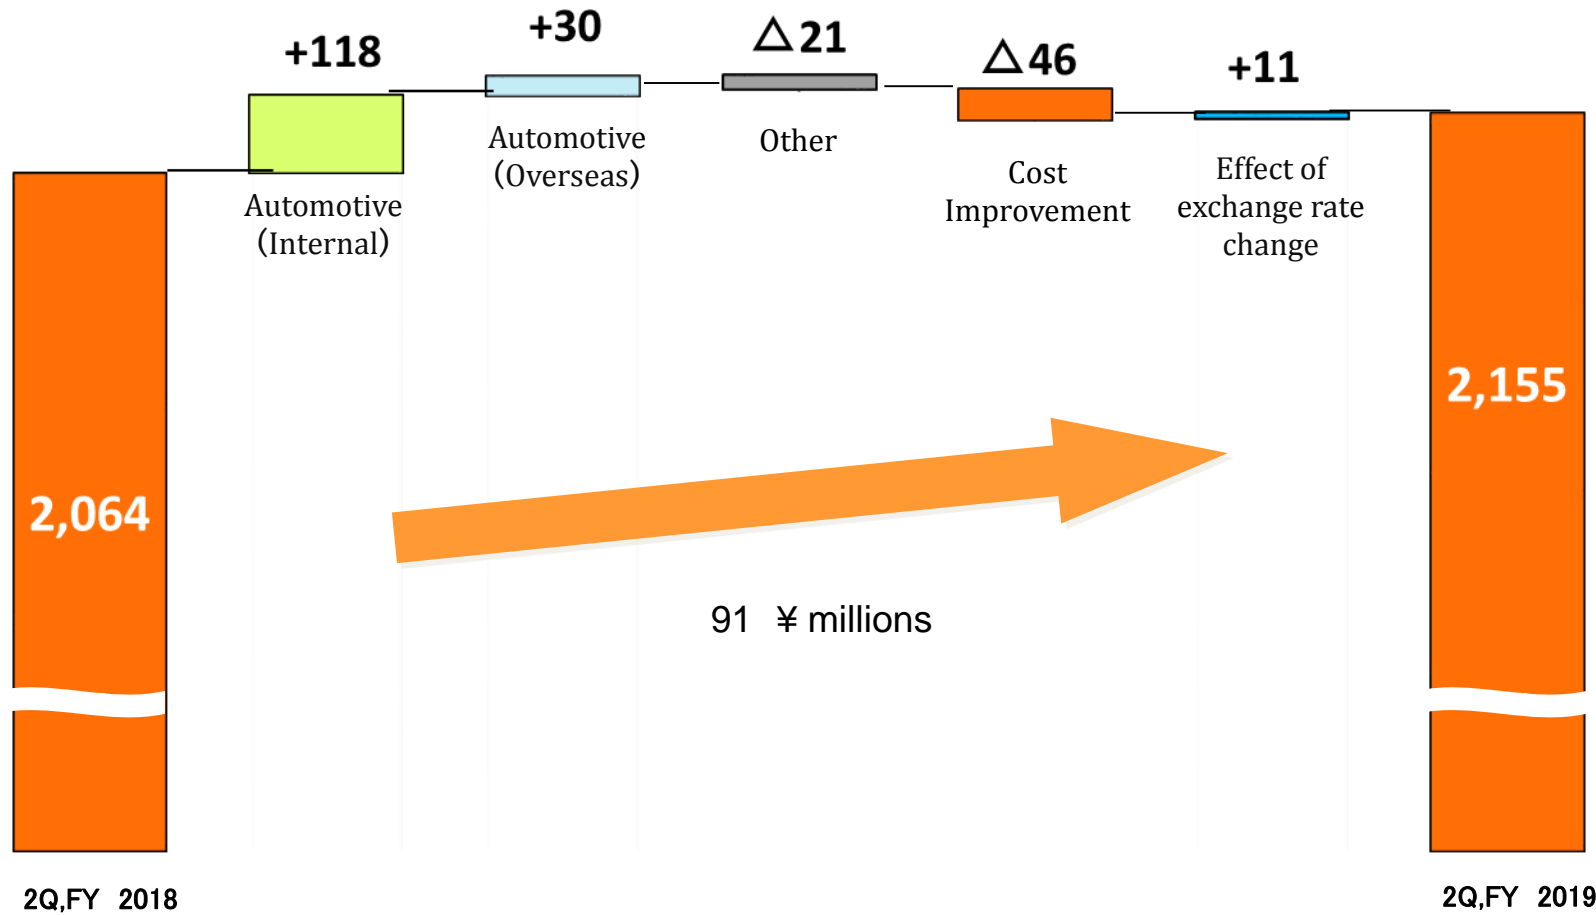 +118
+30
△21
△46
+11
Automotive
(Internal)
Automotive
(Overseas)
Other
Cost
Improvement
Effect of
exchange rate
change
2,064
2,155
91 ¥ millions
2Q,FY 2018
2Q,FY 2019